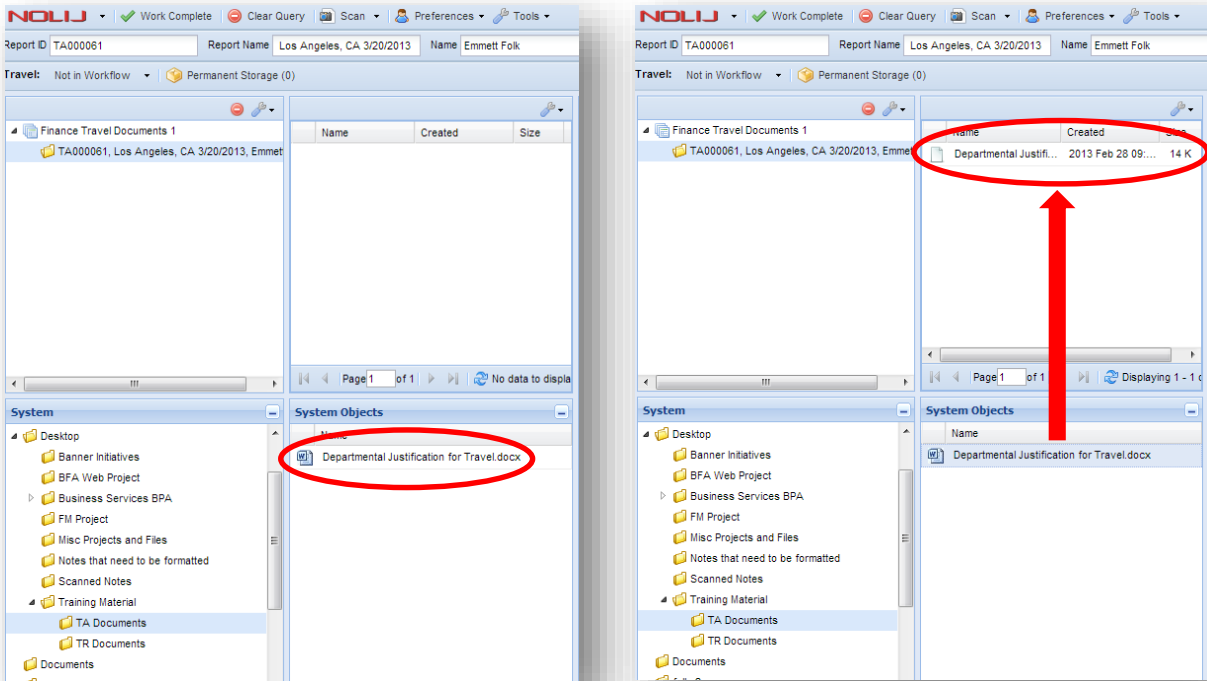 NOLIJ Work Complete Clear Query Scan Preferences Tools
Report ID TA000061 Report Name Los Angeles, CA 3/20/2013 Name Emmett Folk
Travel: Not in Workflow Permanent Storage (0)
Name Created Size
Finance Travel Documents 1
TA000061, Los Angeles, CA 3/20/2013, Emmet
Page 1 of 1 No data to displa
System
Desktop
Banner Initiatives
BFA Web Project
Business Services BPA
FM Project
Misc Projects and Files
Notes that need to be formatted
Scanned Notes
Training Material
TA Documents
TR Documents
Documents
System Objects
Name
Departmental Justification for Travel.docx
NOLIJ Work Complete Clear Query Scan Preferences Tools
Report ID TA000061 Report Name Los Angeles, CA 3/20/2013 Name Emmett Folk
Travel: Not in Workflow Permanent Storage (0)
Finance Travel Documents 1
TA000061, Los Angeles, CA 3/20/2013, Emmet
Name Created Size
Departmental Justifi... 2013 Feb 28 09:... 14 K
Page 1 of 1 Displaying 1 - 1 o
System
Desktop
Banner Initiatives
BFA Web Project
Business Services BPA
FM Project
Misc Projects and Files
Notes that need to be formatted
Scanned Notes
Training Material
TA Documents
TR Documents
Documents
System Objects
Name
Departmental Justification for Travel.docx